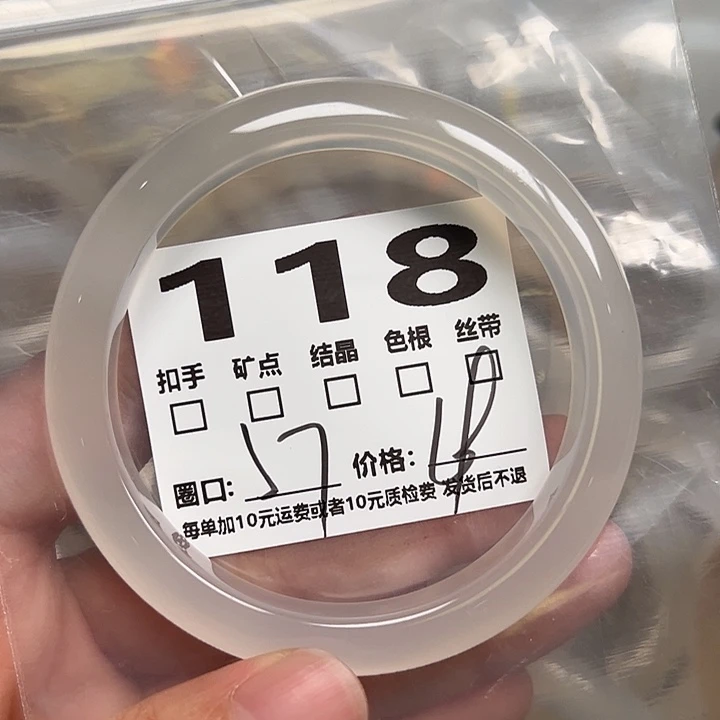 118
扣手 矿点 结晶 色根 丝带
圈口: 57 价格:
每单加10元运费或者10元质检费 发货后不退